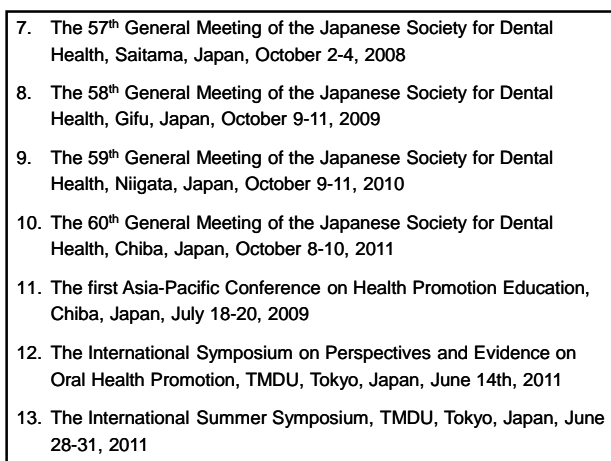 7. The 57th General Meeting of the Japanese Society for Dental
Health, Saitama, Japan, October 2-4, 2008
8. The 58th General Meeting of the Japanese Society for Dental
Health, Gifu, Japan, October 9-11, 2009
9. The 59th General Meeting of the Japanese Society for Dental
Health, Niigata, Japan, October 9-11, 2010
10. The 60th General Meeting of the Japanese Society for Dental
Health, Chiba, Japan, October 8-10, 2011
11. The first Asia-Pacific Conference on Health Promotion Education,
Chiba, Japan, July 18-20, 2009
12. The International Symposium on Perspectives and Evidence on
Oral Health Promotion, TMDU, Tokyo, Japan, June 14th, 2011
13. The International Summer Symposium, TMDU, Tokyo, Japan, June
28-31, 2011